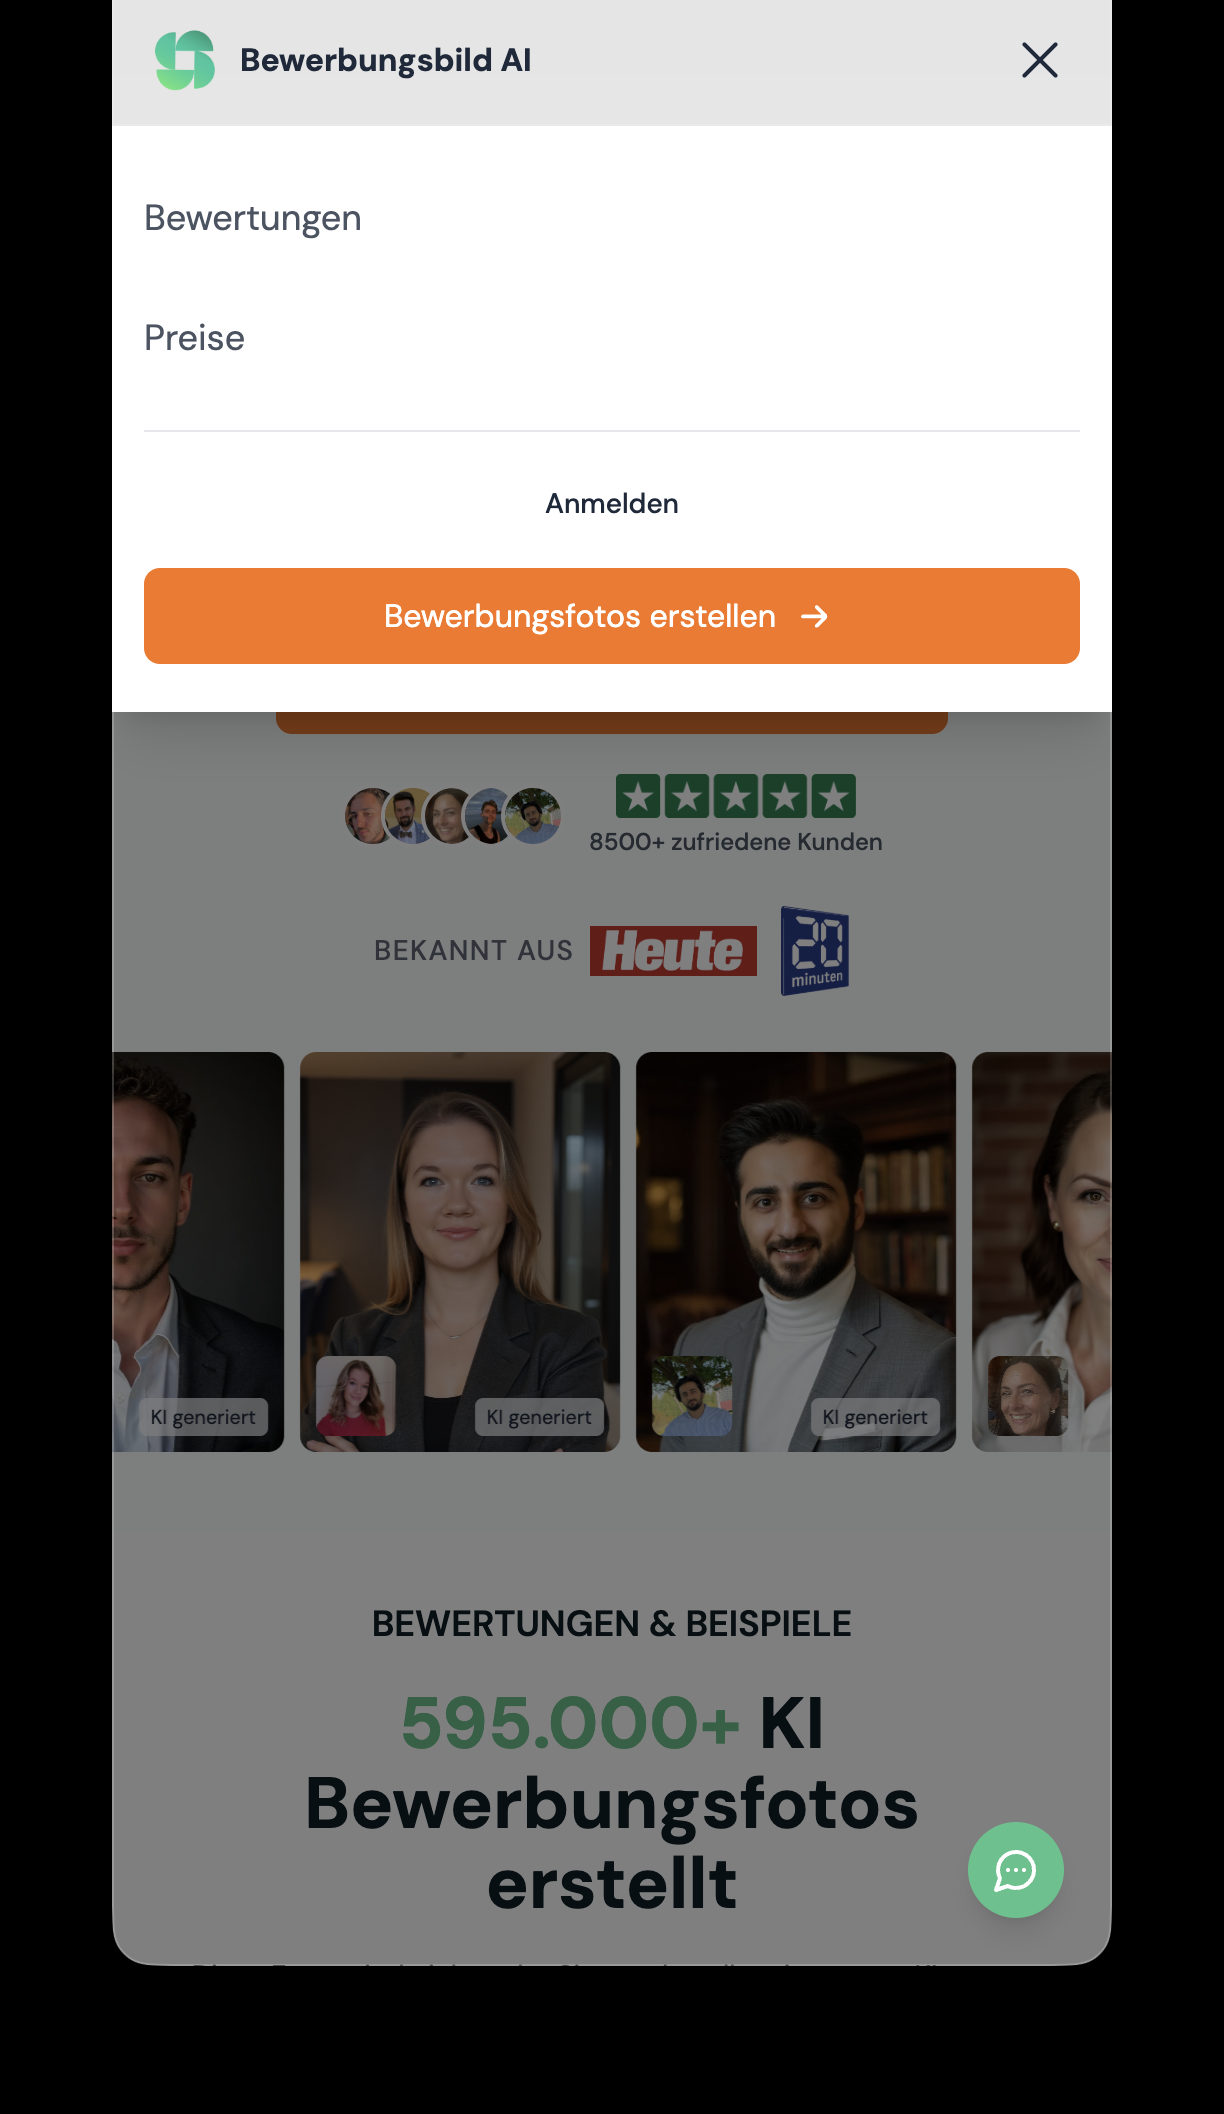 Bewerbungsbild AI
Bewertungen
Preise
Anmelden
Bewerbungsfotos erstellen
8500+ zufriedene Kunden
BEKANNT AUS Heute 20 minuten
KI generiert KI generiert KI generiert
BEWERTUNGEN & BEISPIELE
595.000+ KI
Bewerbungsfotos
erstellt